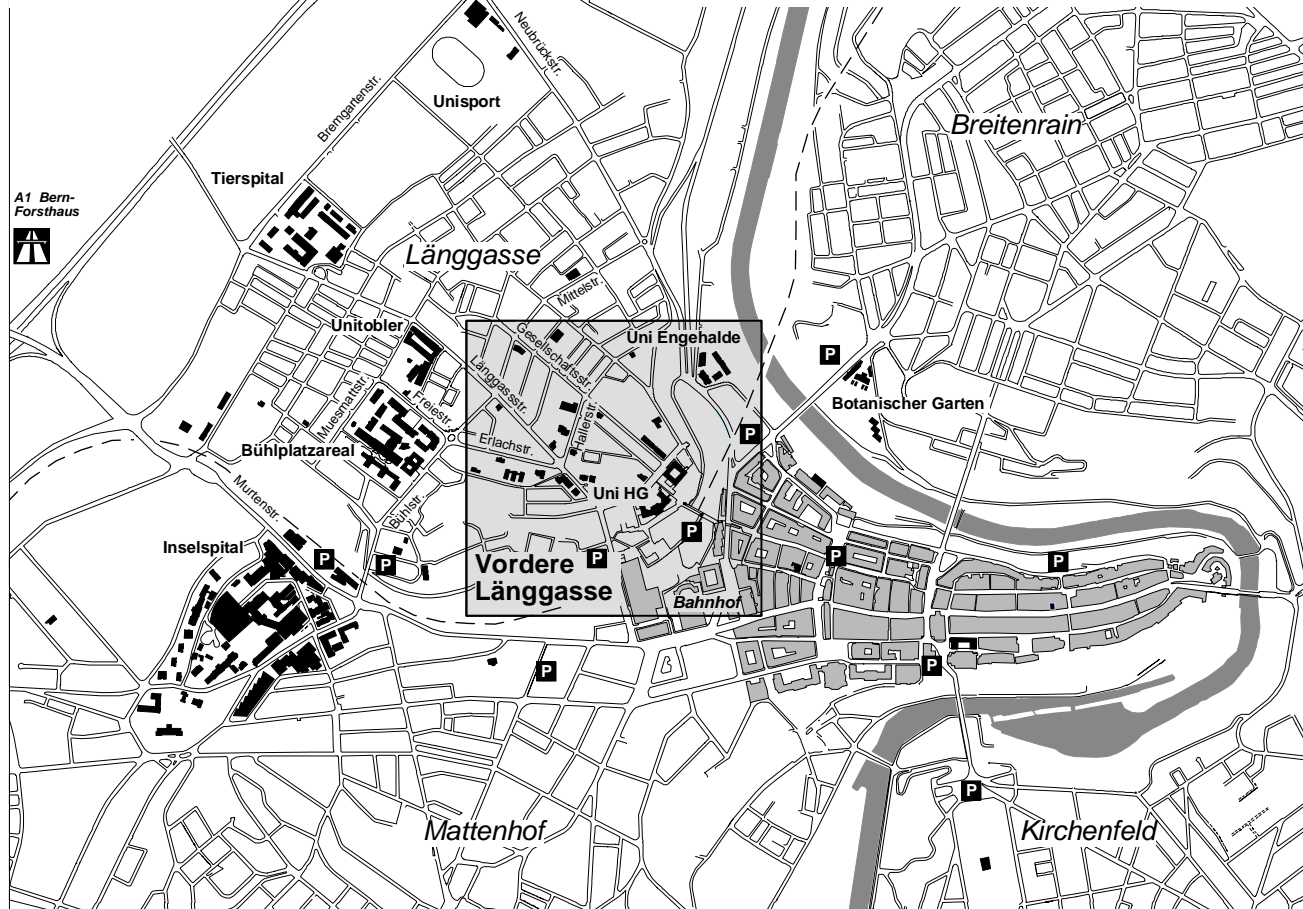 Neubrückstr.
Bremgartenstr.
Unisport
Breitenrain
Tierspital
A1 Bern-
Forsthaus
Länggasse
Mittelstr.
Unitobler
Gesellschaftsstr.
Uni Engehalde
Länggassstr.
P
Muesmattstr.
Freiestr.
Hallerstr.
Botanischer Garten
P
Erlachstr.
Bühlplatzareal
Uni HG
Murtenstr.
Bühlstr.
P
Inselspital
P
P
P
P
P
Vordere
Länggasse
Bahnhof
P
P
P
Mattenhof
Kirchenfeld